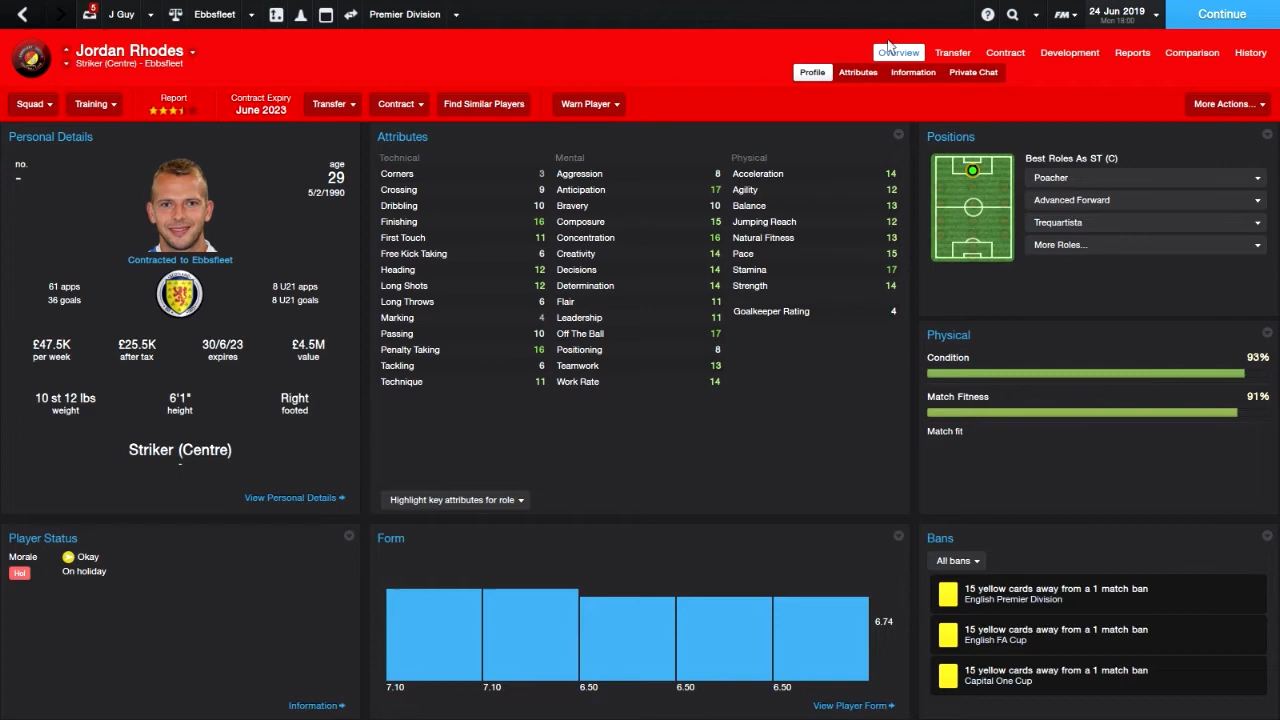 5
J Guy
Ebbsfleet
Premier Division
FM
24 Jun 2019
Mon 18:00
Continue
Jordan Rhodes
Striker (Centre) - Ebbsfleet
Overview
Transfer
Contract
Development
Reports
Comparison
History
Profile
Attributes
Information
Private Chat
Squad
Training
Report
Contract Expiry
June 2023
Transfer
Contract
Find Similar Players
Warn Player
More Actions...
Personal Details
no.
-
age
29
5/2/1990
Contracted to Ebbsfleet
61 apps
36 goals
8 U21 apps
8 U21 goals
£47.5K
per week
£25.5K
after tax
30/6/23
expires
£4.5M
value
10 st 12 lbs
weight
6'1"
height
Right
footed
Striker (Centre)
-
View Personal Details
Attributes
Technical
Corners 3
Crossing 9
Dribbling 10
Finishing 16
First Touch 11
Free Kick Taking 6
Heading 12
Long Shots 12
Long Throws 6
Marking 4
Passing 10
Penalty Taking 16
Tackling 6
Technique 11
Mental
Aggression 8
Anticipation 17
Bravery 10
Composure 15
Concentration 16
Creativity 14
Decisions 14
Determination 14
Flair 11
Leadership 11
Off The Ball 17
Positioning 8
Teamwork 13
Work Rate 14
Physical
Acceleration 14
Agility 12
Balance 13
Jumping Reach 12
Natural Fitness 13
Pace 15
Stamina 17
Strength 14
Goalkeeper Rating 4
Highlight key attributes for role
Positions
Best Roles As ST (C)
Poacher
Advanced Forward
Trequartista
More Roles...
Physical
Condition 93%
Match Fitness 91%
Match fit
Player Status
Morale Okay
Hol On holiday
Information
Form
6.74
7.10 7.10 6.50 6.50 6.50
View Player Form
Bans
All bans
15 yellow cards away from a 1 match ban
English Premier Division
15 yellow cards away from a 1 match ban
English FA Cup
15 yellow cards away from a 1 match ban
Capital One Cup